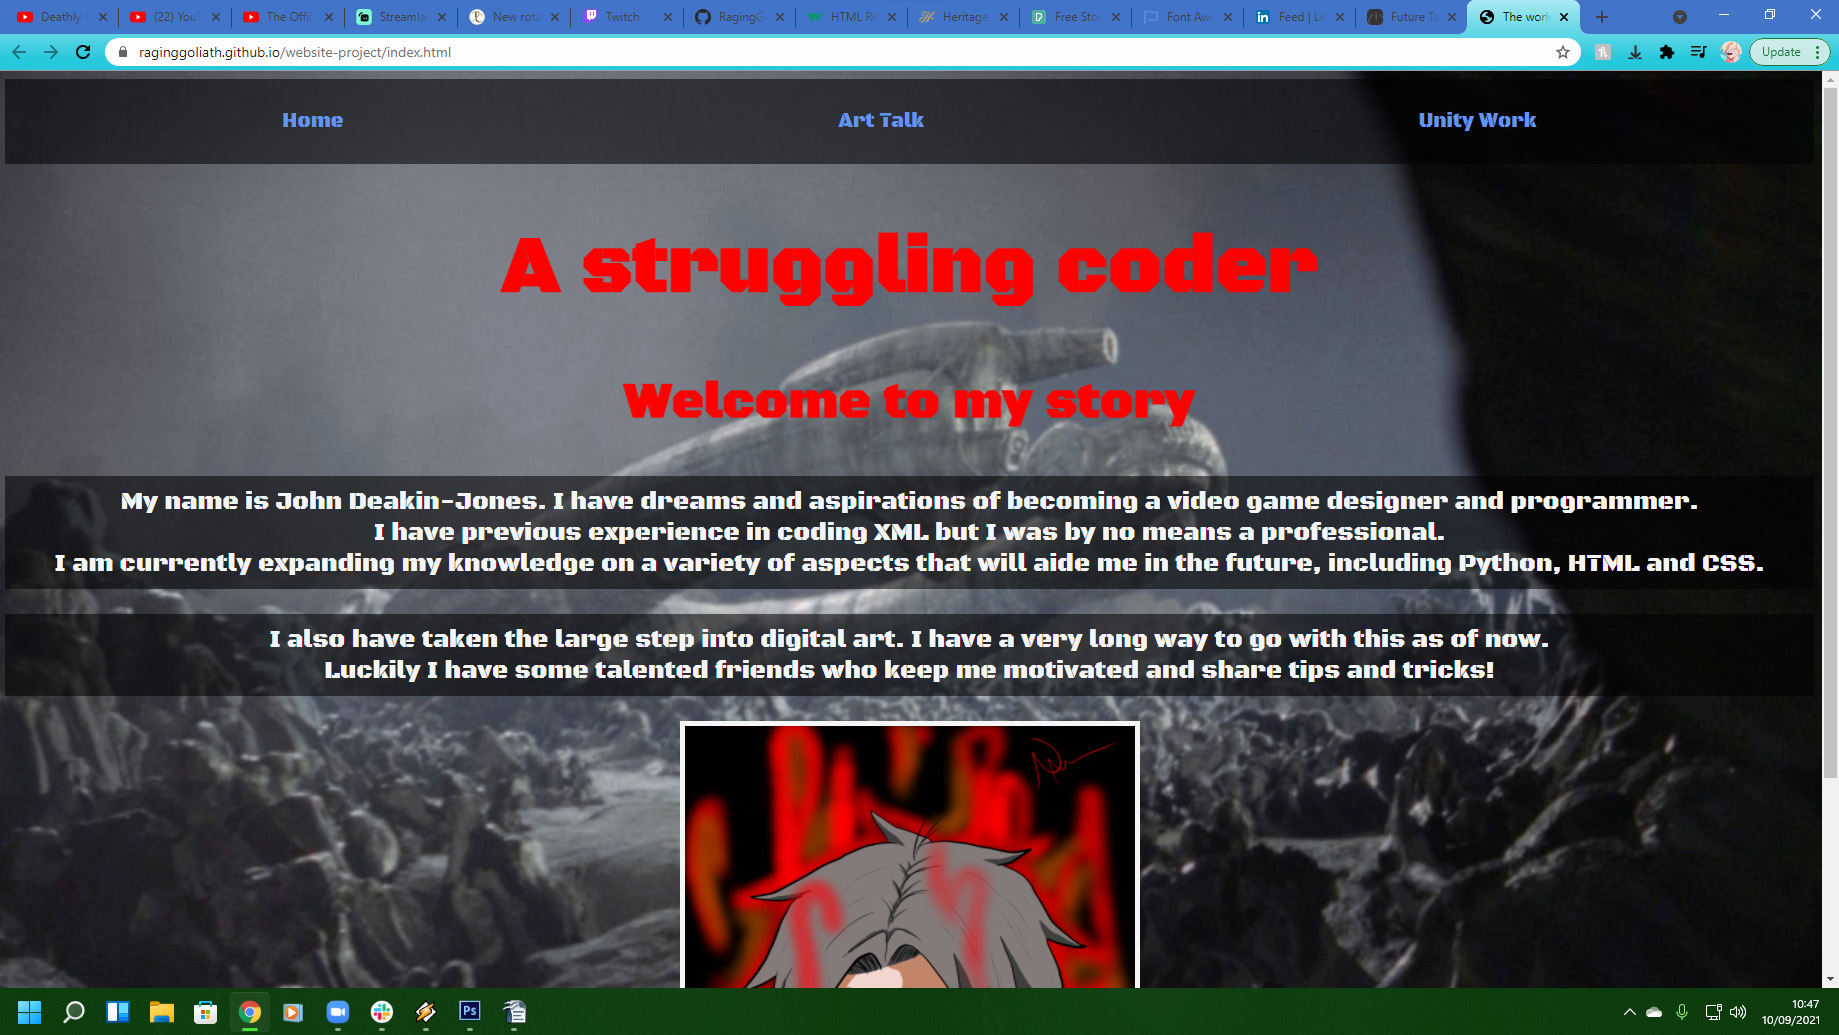 Deathly
(22) YouT
The Offic
Streamla
New rota
Twitch
RagingG
HTML Re
Heritage
Free Sto
Font Awe
Feed | Li
Future Ta
The worl
raginggoliath.github.io/website-project/index.html
Update
Home
Art Talk
Unity Work
A struggling coder
Welcome to my story
My name is John Deakin-Jones. I have dreams and aspirations of becoming a video game designer and programmer.
I have previous experience in coding XML but I was by no means a professional.
I am currently expanding my knowledge on a variety of aspects that will aide me in the future, including Python, HTML and CSS.
I also have taken the large step into digital art. I have a very long way to go with this as of now.
Luckily I have some talented friends who keep me motivated and share tips and tricks!
Ps
10:47
10/09/2021